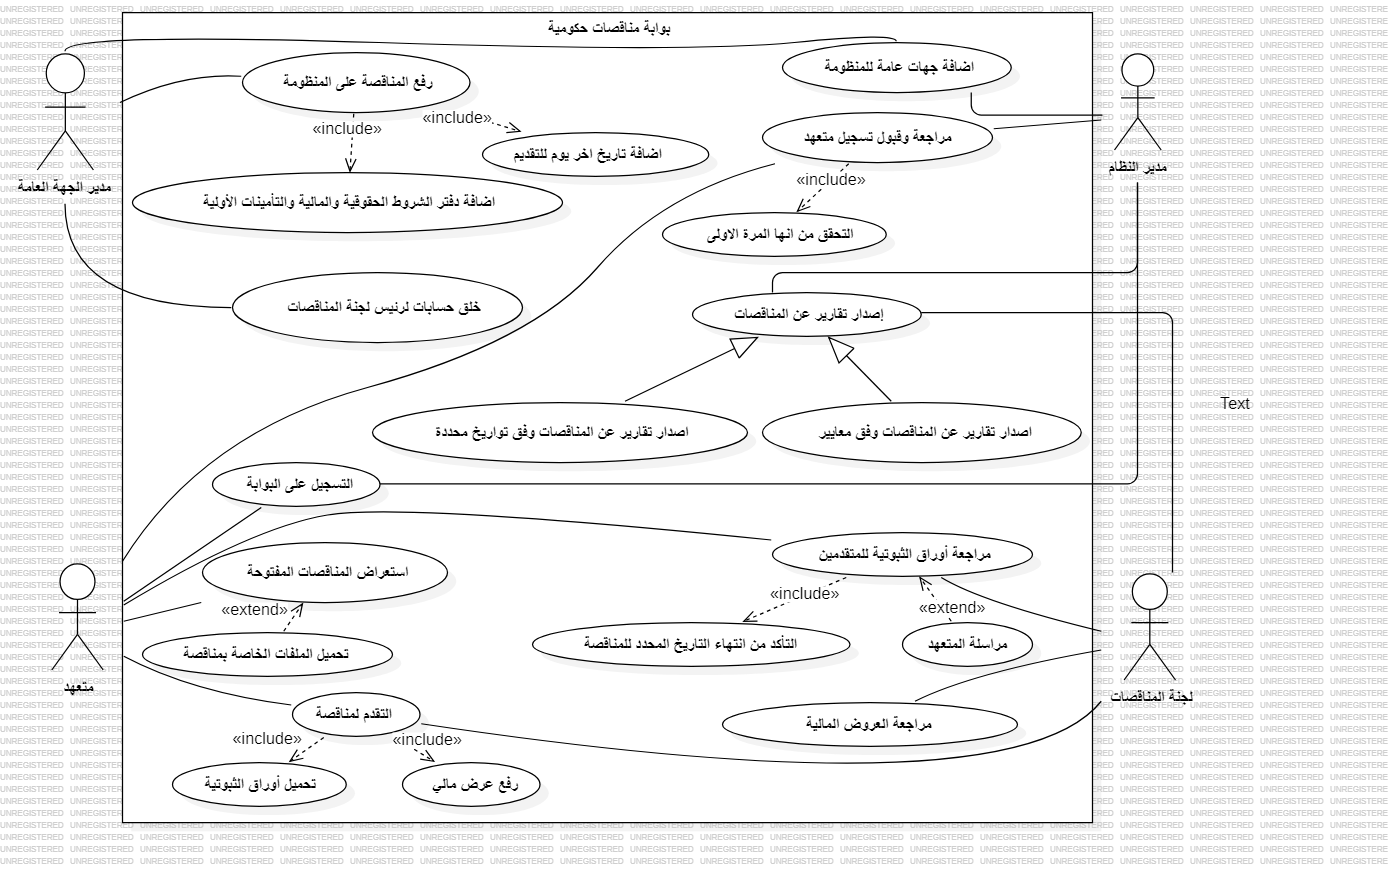 بوابة مناقصات حكومية
اضافة جهات عامة للمنظومة
رفع المناقصة على المنظومة
«include»
«include»
مراجعة وقبول تسجيل متعهد
اضافة تاريخ اخر يوم للتقديم
مدير النظام
«include»
مدير الجهة العامة
اضافة دفتر الشروط الحقوقية والمالية والتأمينات الأولية
التحقق من انها المرة الاولى
خلق حسابات لرئيس لجنة المناقصات
إصدار تقارير عن المناقصات
Text
اصدار تقارير عن المناقصات وفق معايير
اصدار تقارير عن المناقصات وفق تواريخ محددة
التسجيل على البوابة
مراجعة أوراق الثبوتية للمتقدمين
استعراض المناقصات المفتوحة
«include»
«extend»
«extend»
مراسلة المتعهد
التأكد من انتهاء التاريخ المحدد للمناقصة
تحميل الملفات الخاصة بمناقصة
متعهد
لجنة المناقصات
التقدم لمناقصة
مراجعة العروض المالية
«include»
«include»
رفع عرض مالي
تحميل أوراق الثبوتية
UNREGISTERED